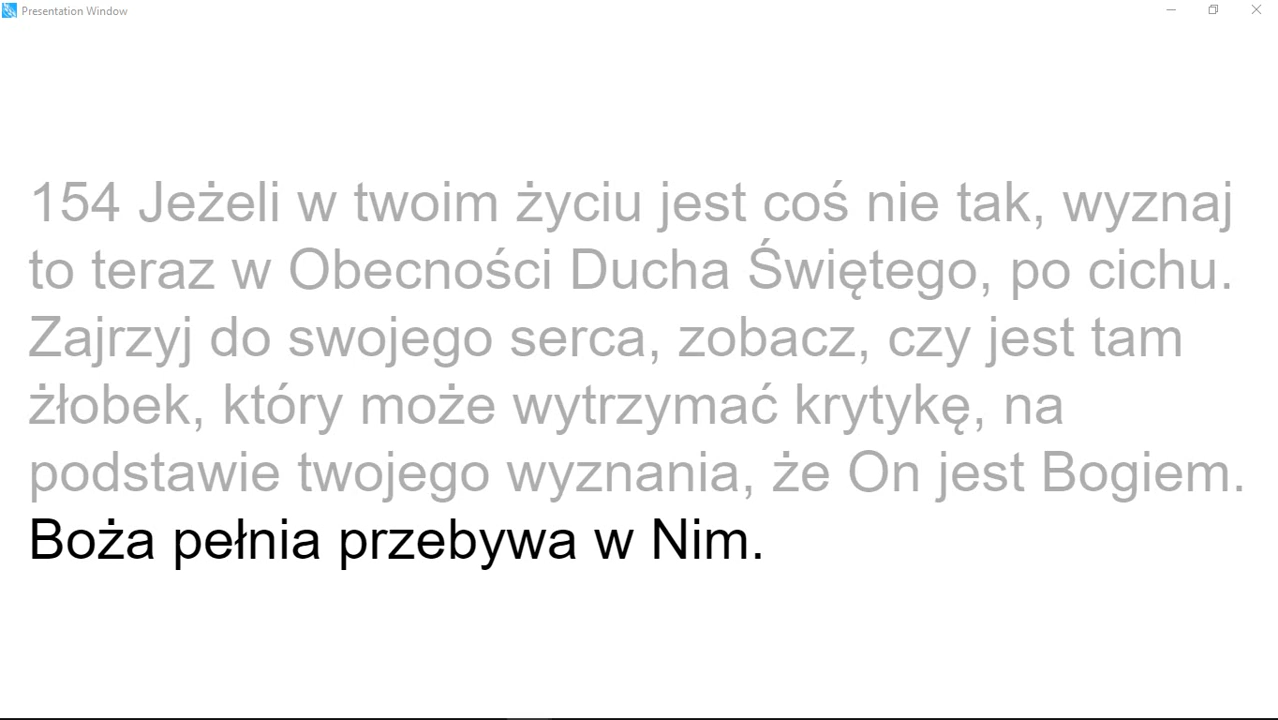 Presentation Window
154 Jeżeli w twoim życiu jest coś nie tak, wyznaj
to teraz w Obecności Ducha Świętego, po cichu.
Zajrzyj do swojego serca, zobacz, czy jest tam
żłobek, który może wytrzymać krytykę, na
podstawie twojego wyznania, że On jest Bogiem.
Boża pełnia przebywa w Nim.